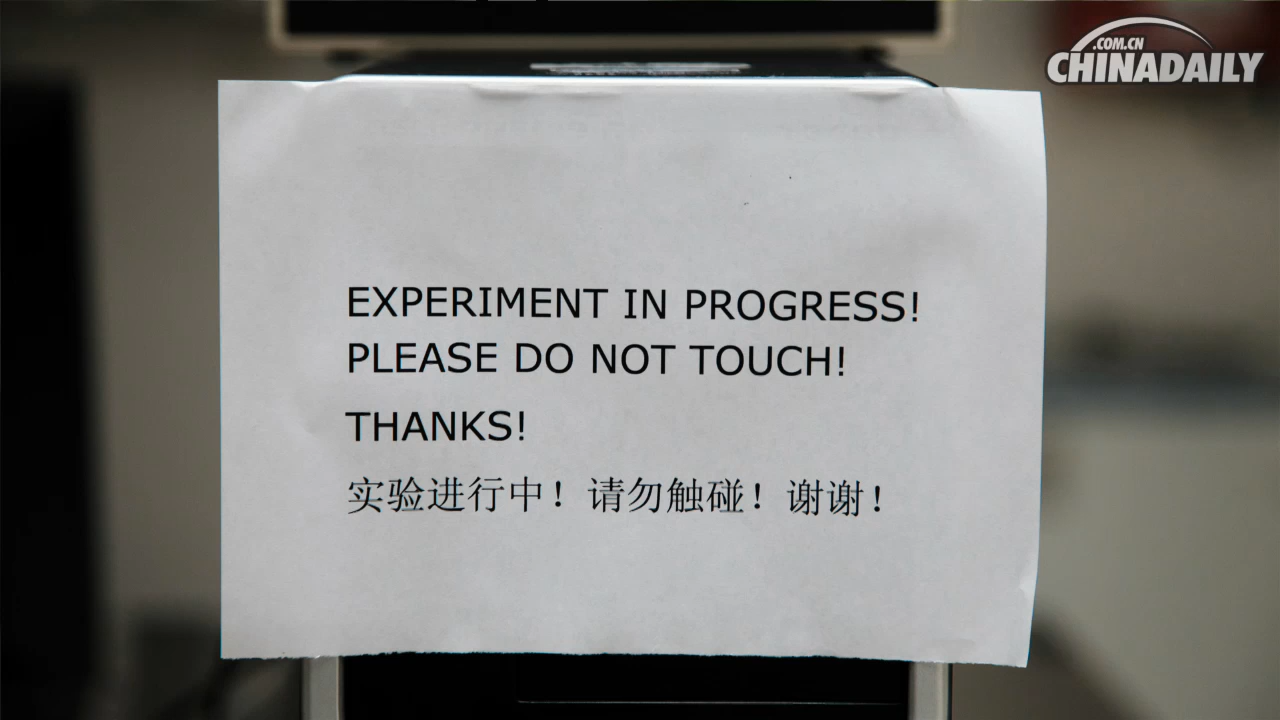 .COM.CN
CHINADAILY
EXPERIMENT IN PROGRESS!
PLEASE DO NOT TOUCH!
THANKS!
实验进行中！请勿触碰！谢谢！